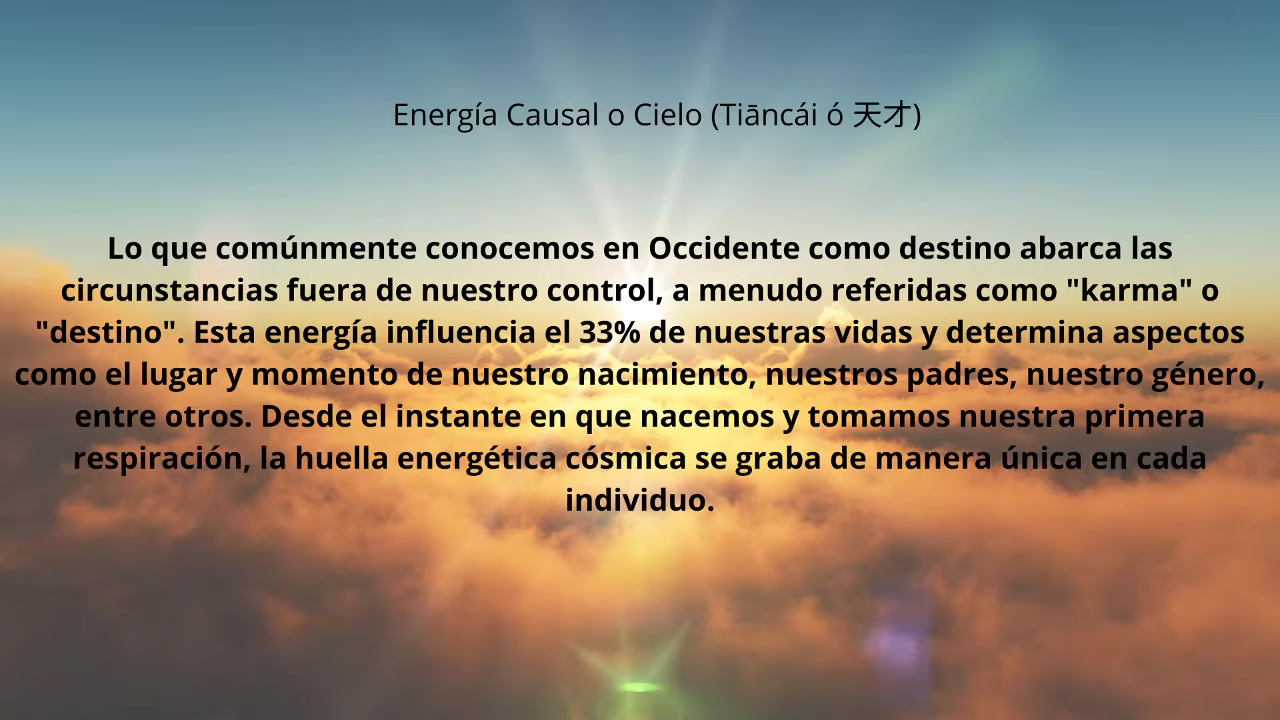 Energía Causal o Cielo (Tiāncái ó 天才)
Lo que comúnmente conocemos en Occidente como destino abarca las
circunstancias fuera de nuestro control, a menudo referidas como "karma" o
"destino". Esta energía influencia el 33% de nuestras vidas y determina aspectos
como el lugar y momento de nuestro nacimiento, nuestros padres, nuestro género,
entre otros. Desde el instante en que nacemos y tomamos nuestra primera
respiración, la huella energética cósmica se graba de manera única en cada
individuo.